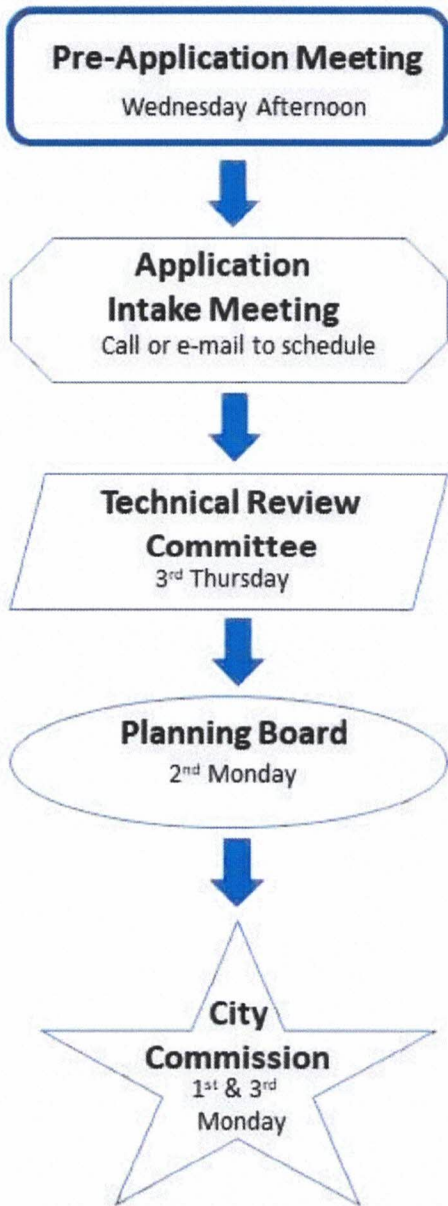 Pre-Application Meeting
Wednesday Afternoon
Application
Intake Meeting
Call or e-mail to schedule
Technical Review
Committee
3rd Thursday
Planning Board
2nd Monday
City
Commission
1st & 3rd
Monday